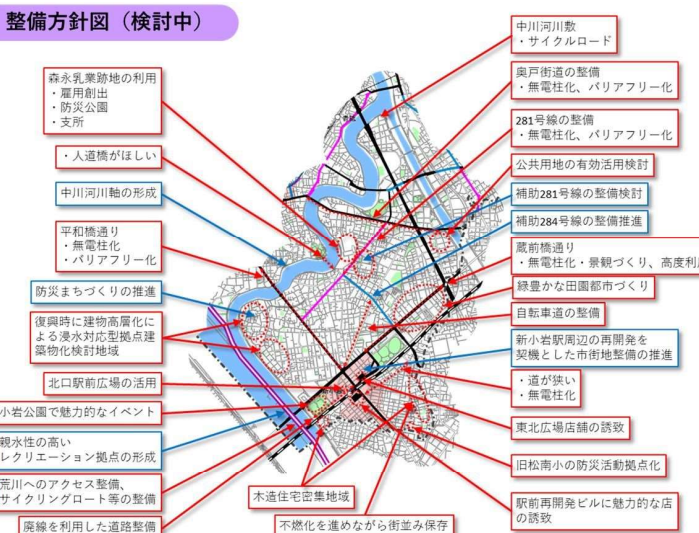 整備方針図（検討中）
森永乳業跡地の利用
・雇用創出
・防災公園
・支所
・人道橋がほしい
中川河川軸の形成
平和橋通り
・無電柱化
・バリアフリー化
防災まちづくりの推進
復興時に建物高層化に
よる浸水対応型拠点建
築物化検討地域
北口駅前広場の活用
小岩公園で魅力的なイベント
親水性の高い
レクリエーション拠点の形成
荒川へのアクセス整備、
サイクリングロート等の整備
廃線を利用した道路整備
木造住宅密集地域
不燃化を進めながら街並み保存
中川河川敷
・サイクルロード
奥戸街道の整備
・無電柱化、バリアフリー化
281号線の整備
・無電柱化、バリアフリー化
公共用地の有効活用検討
補助281号線の整備検討
補助284号線の整備推進
蔵前橋通り
・無電柱化・景観づくり、高度利
緑豊かな田園都市づくり
自転車道の整備
新小岩駅周辺の再開発を
契機とした市街地整備の推進
・道が狭い
・無電柱化
東北広場店舗の誘致
旧松南小の防災活動拠点化
駅前再開発ビルに魅力的な店
の誘致